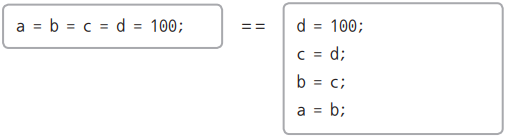 a = b = c = d = 100;
==
d = 100;
c = d;
b = c;
a = b;